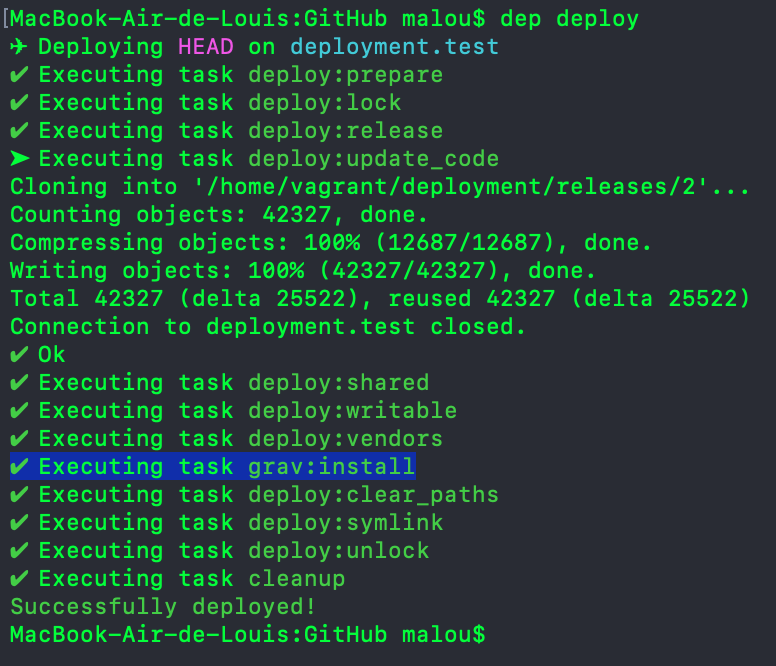 [MacBook-Air-de-Louis:GitHub malou$ dep deploy
✈ Deploying HEAD on deployment.test
✔ Executing task deploy:prepare
✔ Executing task deploy:lock
✔ Executing task deploy:release
➤ Executing task deploy:update_code
Cloning into '/home/vagrant/deployment/releases/2'...
Counting objects: 42327, done.
Compressing objects: 100% (12687/12687), done.
Writing objects: 100% (42327/42327), done.
Total 42327 (delta 25522), reused 42327 (delta 25522)
Connection to deployment.test closed.
✔ Ok
✔ Executing task deploy:shared
✔ Executing task deploy:writable
✔ Executing task deploy:vendors
✔ Executing task grav:install
✔ Executing task deploy:clear_paths
✔ Executing task deploy:symlink
✔ Executing task deploy:unlock
✔ Executing task cleanup
Successfully deployed!
MacBook-Air-de-Louis:GitHub malou$